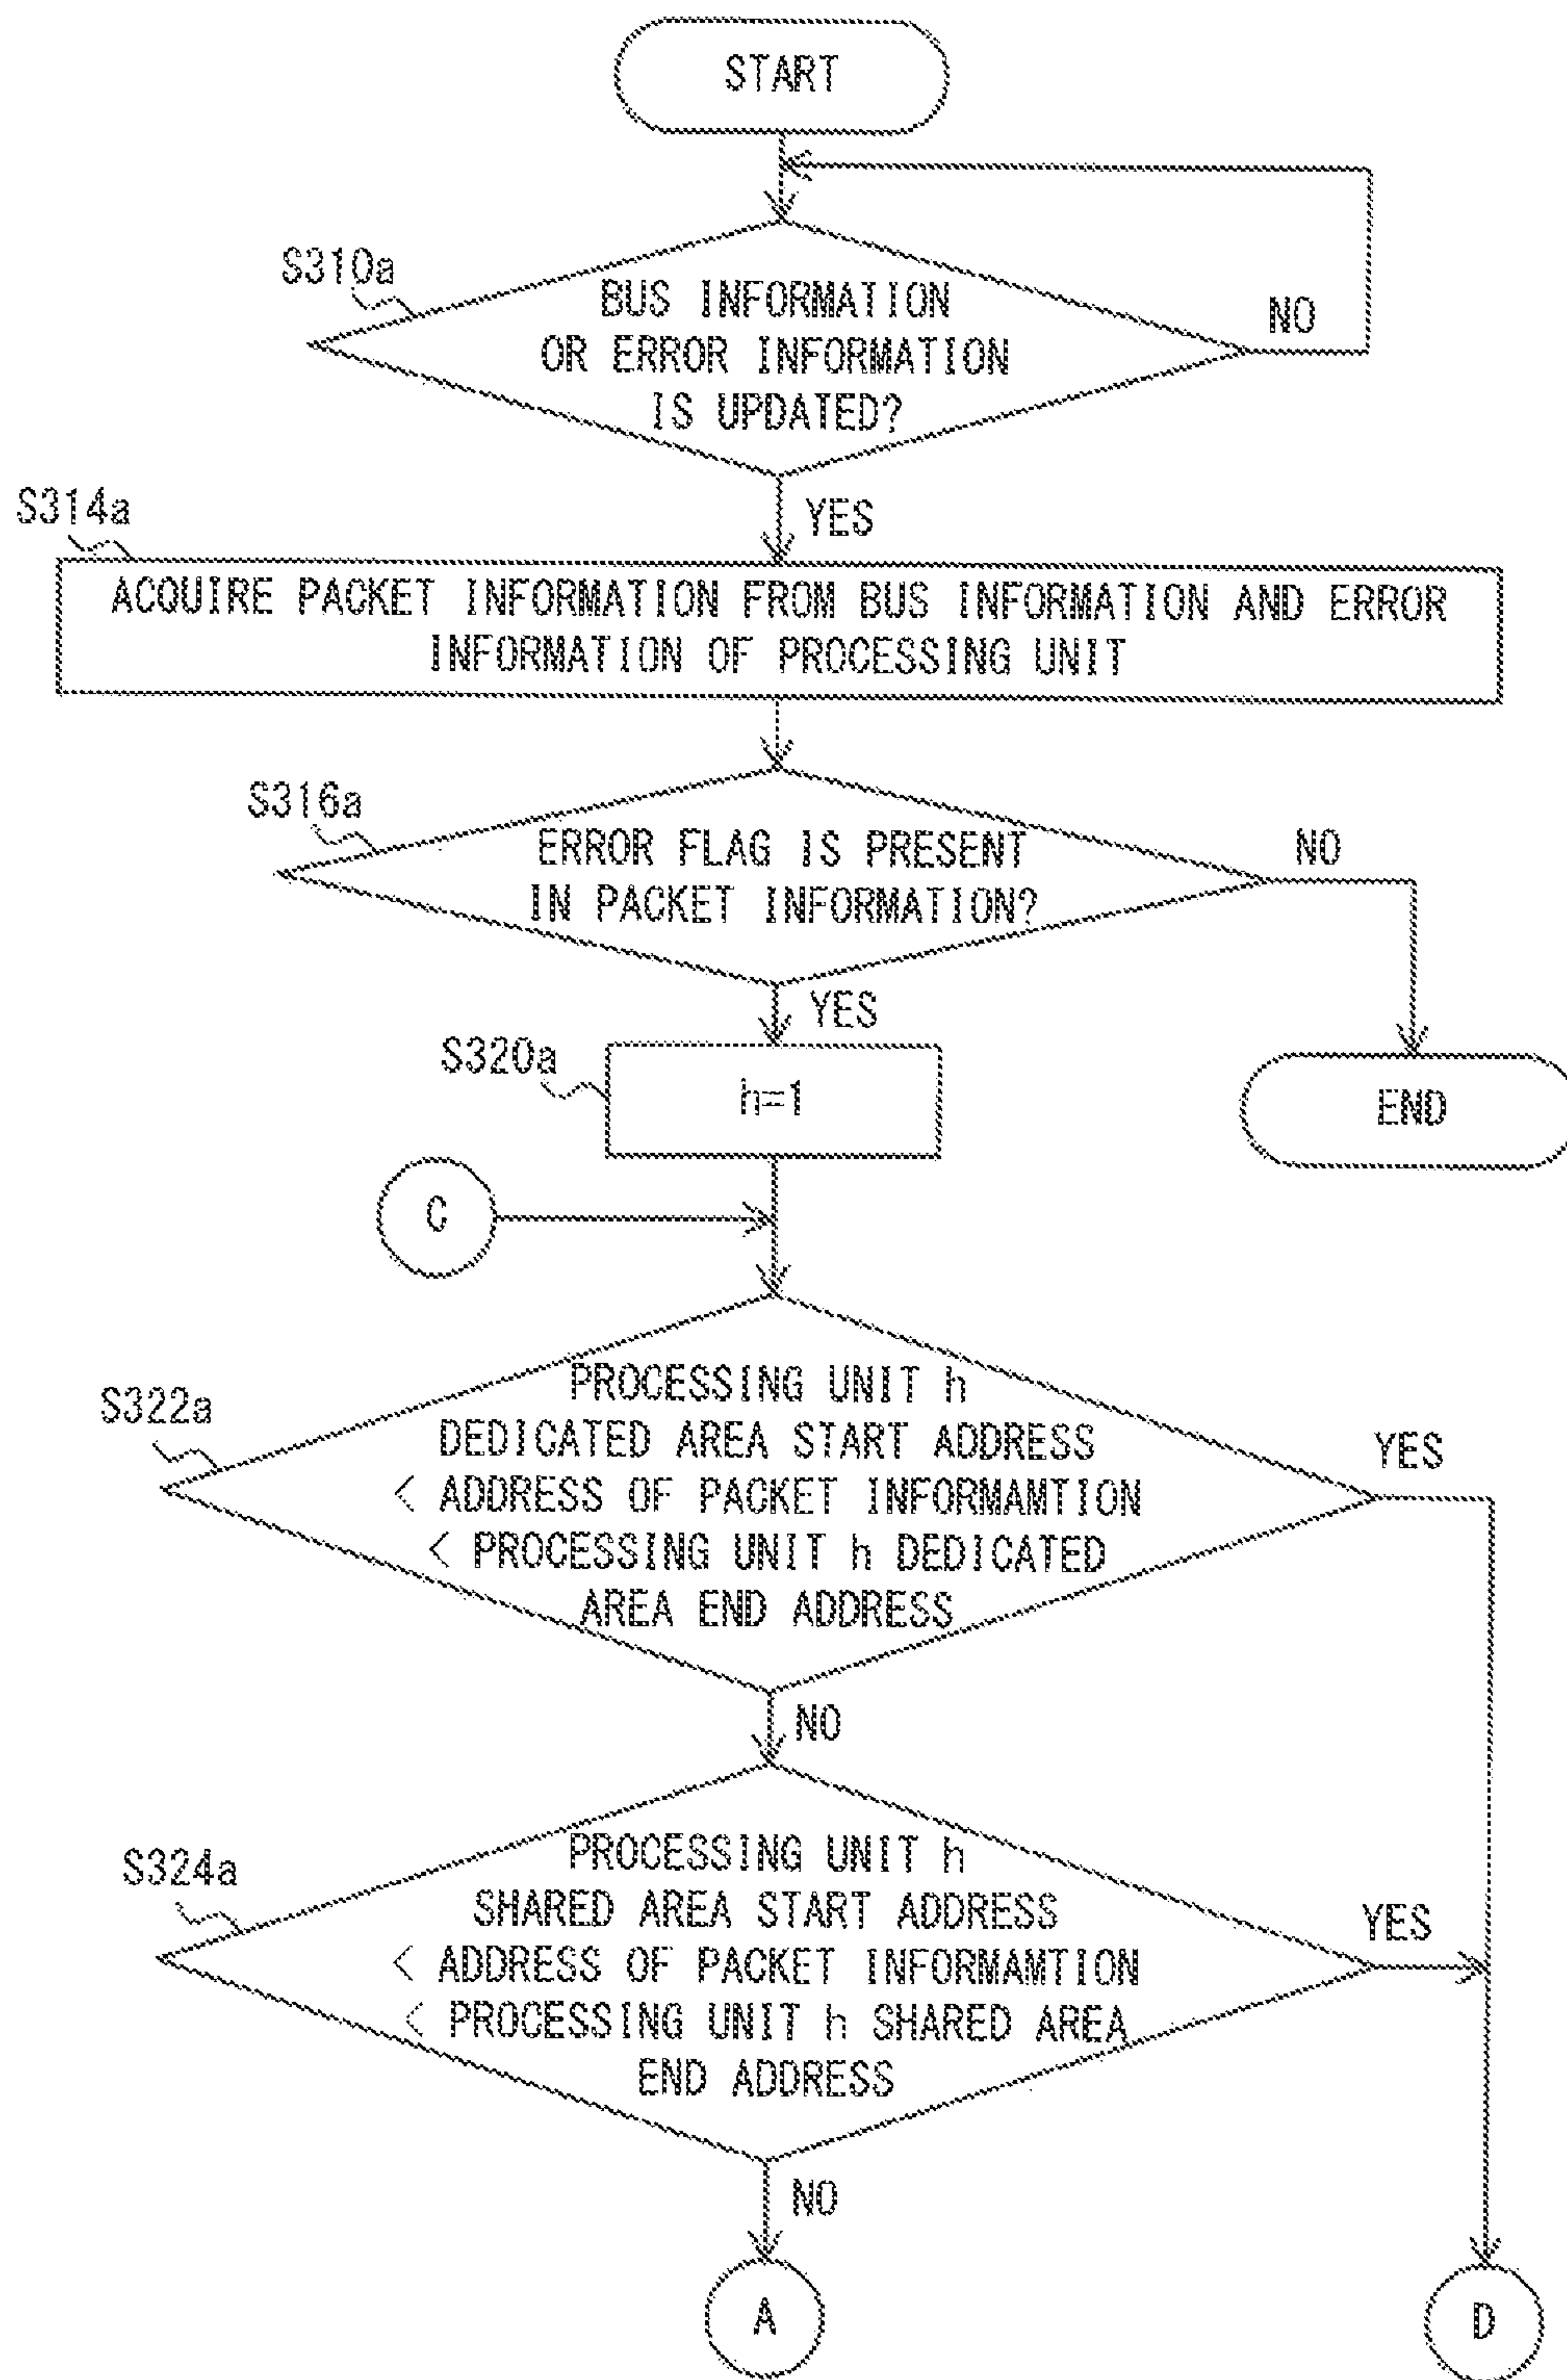 START
S310a
BUS INFORMATION
OR ERROR INFORMATION
IS UPDATED?
NO
YES
S314a
ACQUIRE PACKET INFORMATION FROM BUS INFORMATION AND ERROR
INFORMATION OF PROCESSING UNIT
S316a
ERROR FLAG IS PRESENT
IN PACKET INFORMATION?
NO
YES
S320a
h=1
END
C
S322a
PROCESSING UNIT h
DEDICATED AREA START ADDRESS
< ADDRESS OF PACKET INFORMAMTION
< PROCESSING UNIT h DEDICATED
AREA END ADDRESS
YES
NO
S324a
PROCESSING UNIT h
SHARED AREA START ADDRESS
< ADDRESS OF PACKET INFORMAMTION
< PROCESSING UNIT h SHARED AREA
END ADDRESS
YES
NO
A
D